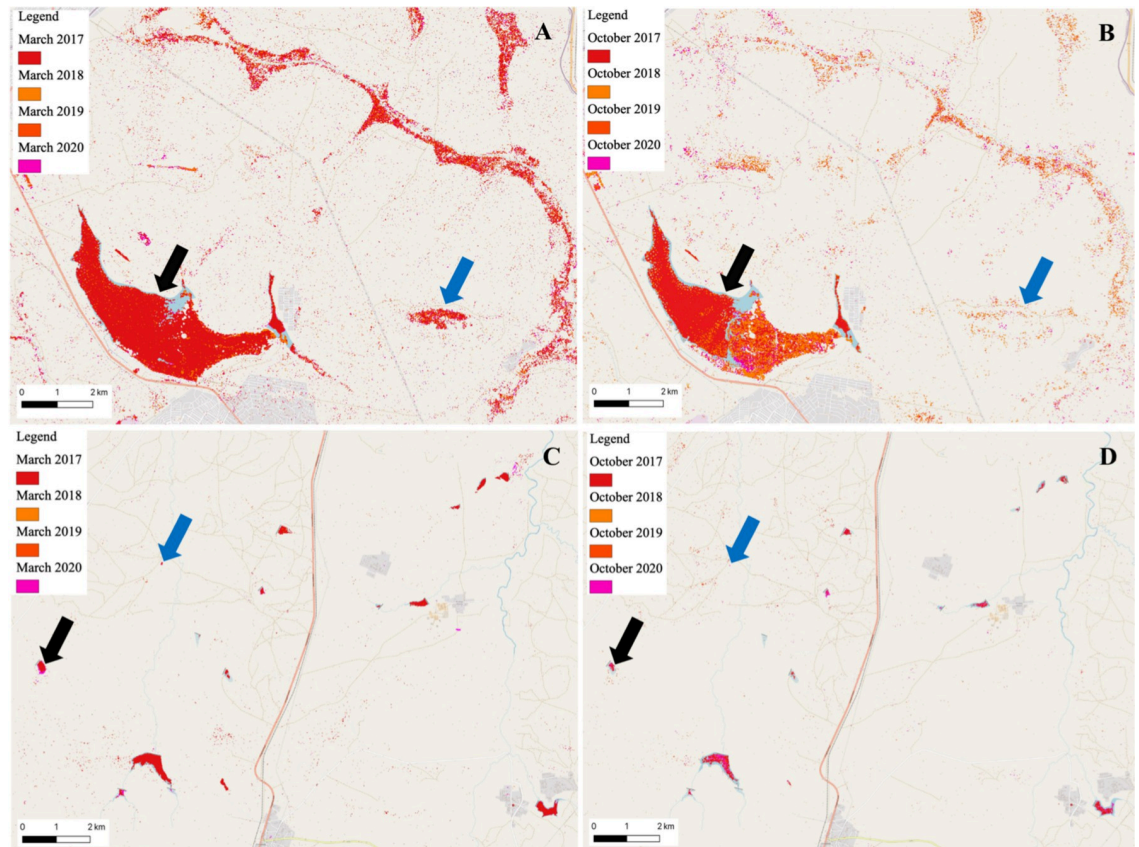 Legend
March 2017
March 2018
March 2019
March 2020
A
0 1 2 km
Legend
October 2017
October 2018
October 2019
October 2020
B
0 1 2 km
Legend
March 2017
March 2018
March 2019
March 2020
C
0 1 2 km
Legend
October 2017
October 2018
October 2019
October 2020
D
0 1 2 km